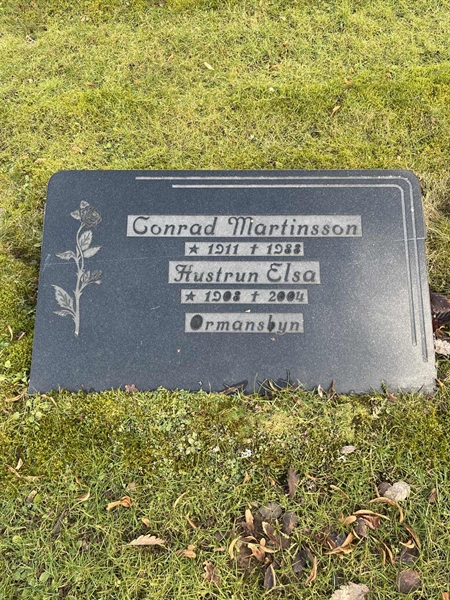 Conrad Martinsson
★ 1911 † 1988
Hustrun Elsa
★ 1908 † 2004
Ormansbyn